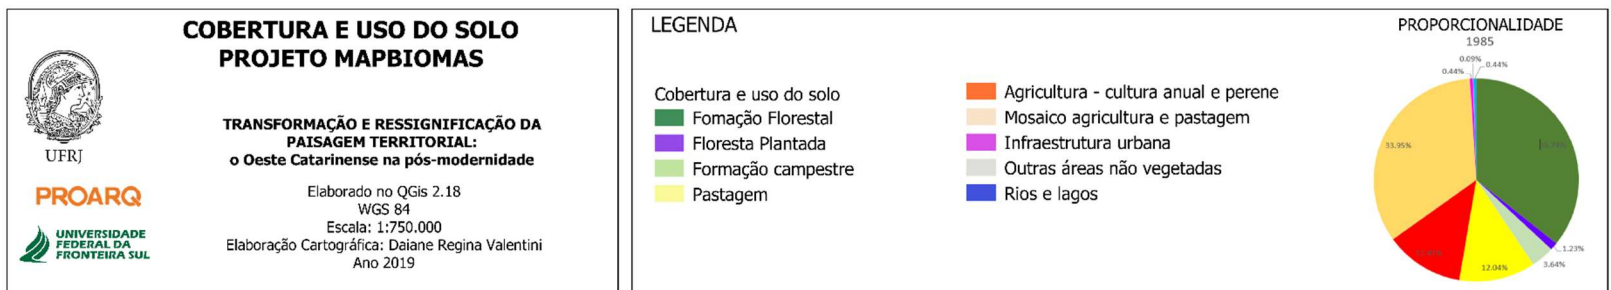 COBERTURA E USO DO SOLO
PROJETO MAPBIOMAS
UFRJ
PROARQ
UNIVERSIDADE
FEDERAL DA
FRONTEIRA SUL
TRANSFORMAÇÃO E RESSIGNIFICAÇÃO DA
PAISAGEM TERRITORIAL:
o Oeste Catarinense na pós-modernidade
Elaborado no QGis 2.18
WGS 84
Escala: 1:750.000
Elaboração Cartográfica: Daiane Regina Valentini
Ano 2019
LEGENDA
Cobertura e uso do solo
Fomação Florestal
Floresta Plantada
Formação campestre
Pastagem
Agricultura - cultura anual e perene
Mosaico agricultura e pastagem
Infraestrutura urbana
Outras áreas não vegetadas
Rios e lagos
PROPORCIONALIDADE
1985
0.09%
0.44%
0.44%
33.95%
1.23%
3.64%
12.04%